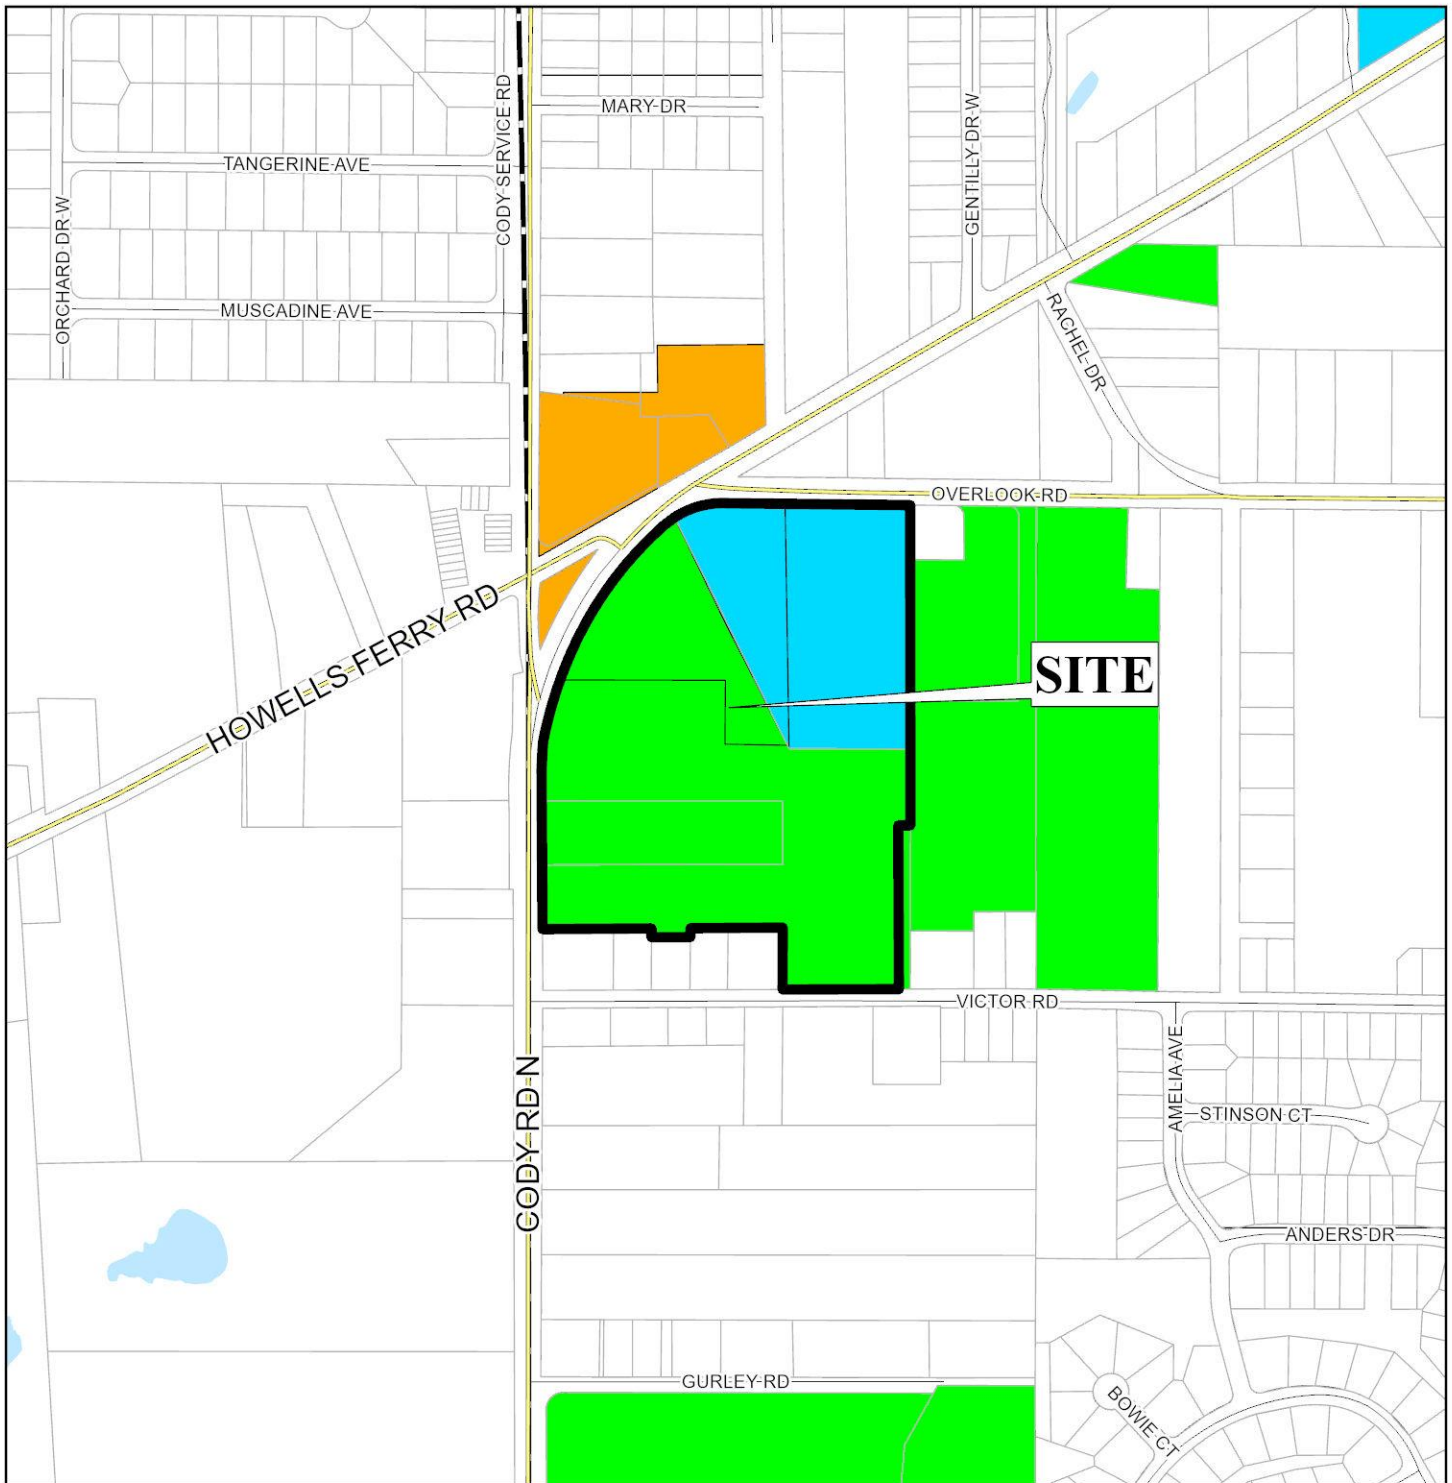 MARY DR
CODY SERVICE RD
TANGERINE AVE
GENTILLY DR W
ORCHARD DR W
MUSCADINE AVE
RACHEL DR
OVERLOOK RD
HOWELLS FERRY RD
SITE
VICTOR RD
CODY RD N
AMELIA AVE
STINSON CT
ANDERS DR
GURLEY RD
BOWIE CT